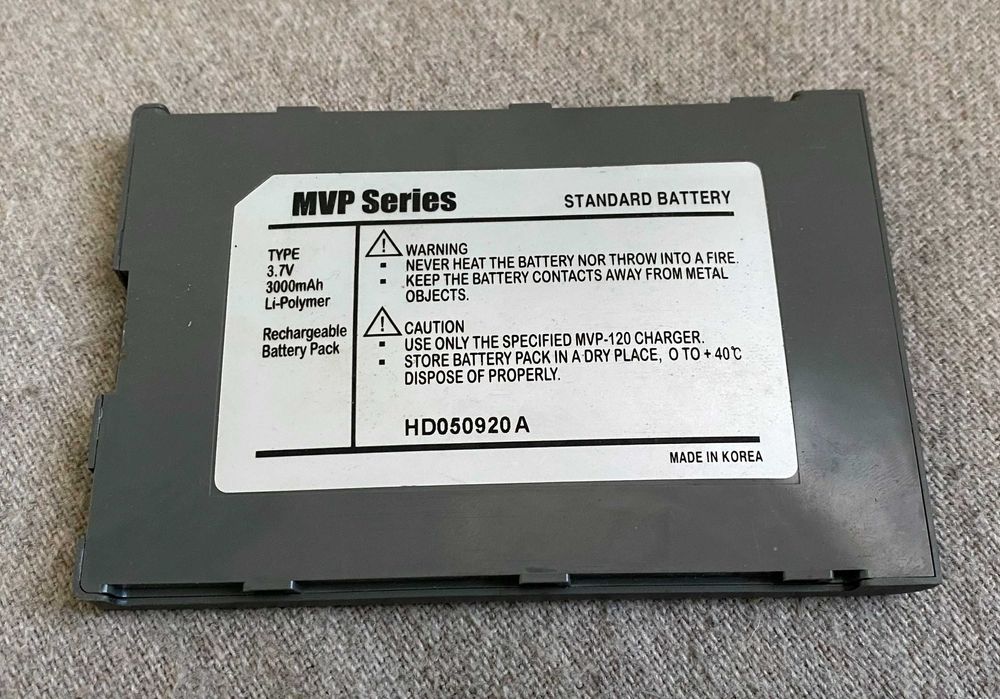 MVP Series
STANDARD BATTERY
TYPE
3.7V
3000mAh
Li-Polymer
Rechargeable
Battery Pack
WARNING
▪ NEVER HEAT THE BATTERY NOR THROW INTO A FIRE.
▪ KEEP THE BATTERY CONTACTS AWAY FROM METAL
OBJECTS.
CAUTION
▪ USE ONLY THE SPECIFIED MVP-120 CHARGER.
▪ STORE BATTERY PACK IN A DRY PLACE, 0 TO + 40℃
DISPOSE OF PROPERLY.
HD050920A
MADE IN KOREA